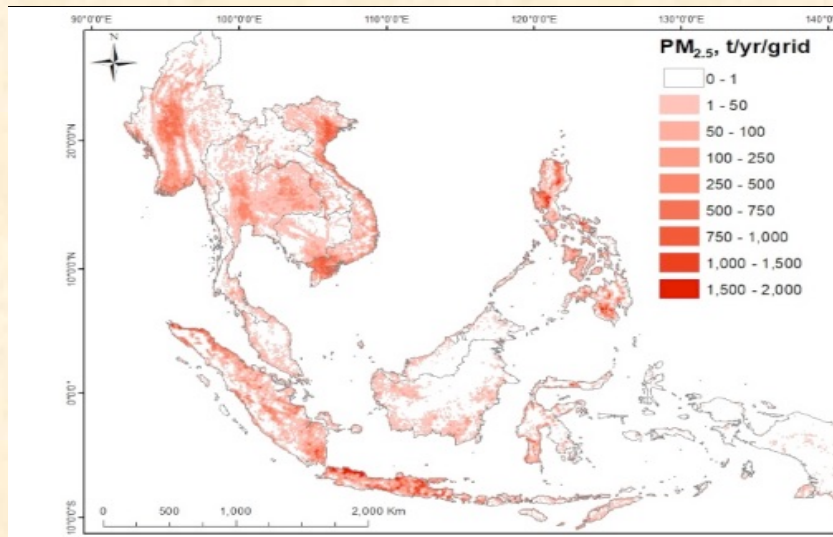 90°0'0"E 100°0'0"E 110°0'0"E 120°0'0"E 130°0'0"E 140°
N
PM2.5, t/yr/grid
0 - 1
1 - 50
50 - 100
100 - 250
250 - 500
500 - 750
750 - 1,000
1,000 - 1,500
1,500 - 2,000
20°0'0"N
10°0'0"N
0°0'0"
10°0'0"S
0 500 1,000 2,000 Km